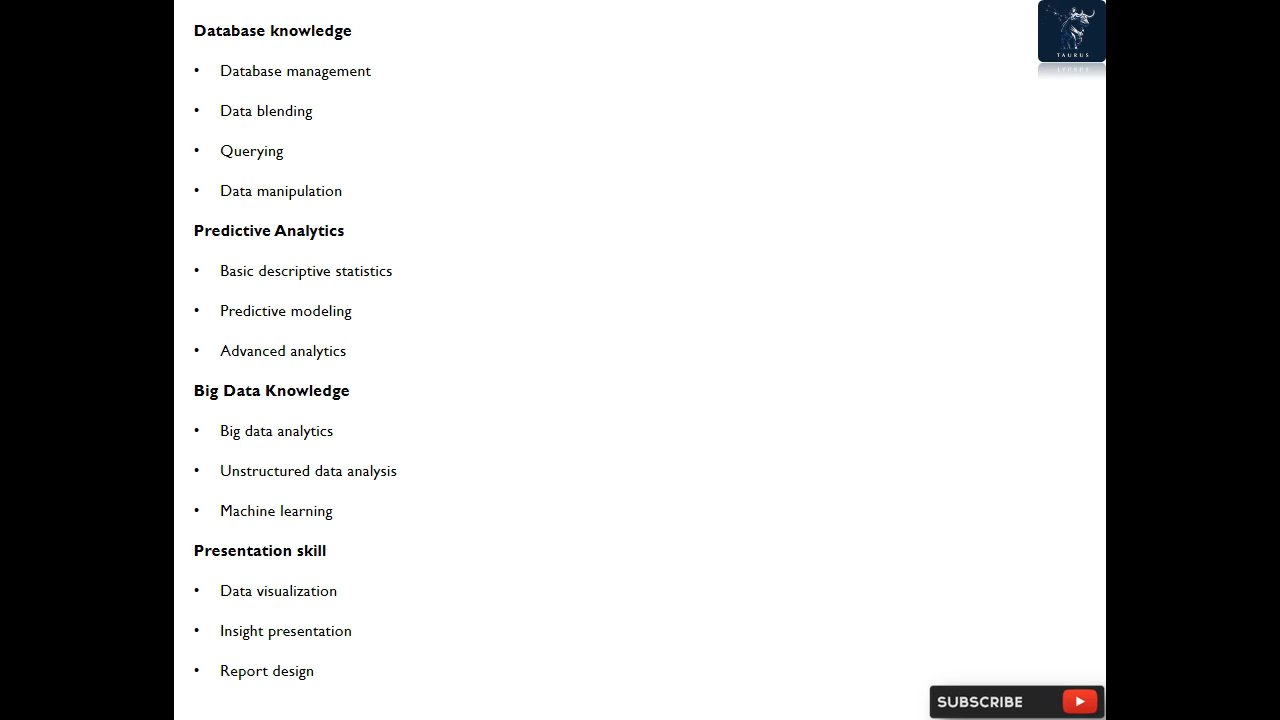 Database knowledge
• Database management
• Data blending
• Querying
• Data manipulation
Predictive Analytics
• Basic descriptive statistics
• Predictive modeling
• Advanced analytics
Big Data Knowledge
• Big data analytics
• Unstructured data analysis
• Machine learning
Presentation skill
• Data visualization
• Insight presentation
• Report design
TAURUS
SUBSCRIBE